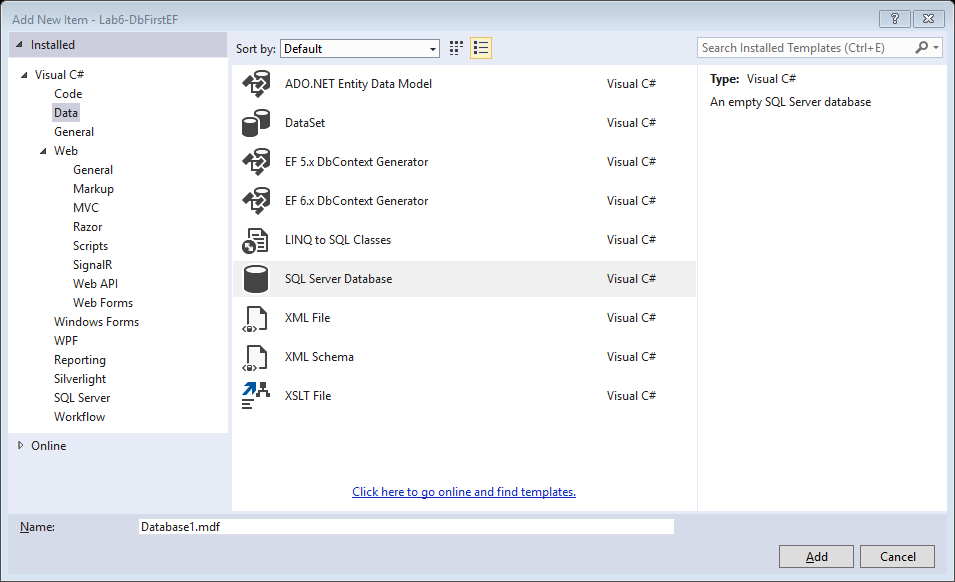 Add New Item - Lab6-DbFirstEF
Installed
Sort by: Default
Search Installed Templates (Ctrl+E)
Visual C#
Code
Data
General
Web
General
Markup
MVC
Razor
Scripts
SignalR
Web API
Web Forms
Windows Forms
WPF
Reporting
Silverlight
SQL Server
Workflow
Online
ADO.NET Entity Data Model Visual C#
DataSet Visual C#
EF 5.x DbContext Generator Visual C#
EF 6.x DbContext Generator Visual C#
LINQ to SQL Classes Visual C#
SQL Server Database Visual C#
XML File Visual C#
XML Schema Visual C#
XSLT File Visual C#
Click here to go online and find templates.
Type: Visual C#
An empty SQL Server database
Name: Database1.mdf
Add Cancel